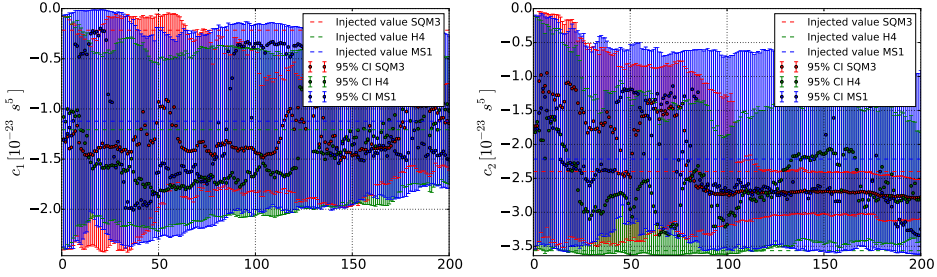 0.0
−0.5
−1.0
−1.5
−2.0
c₁ [10⁻²³ s⁵]
0
50
100
150
200
Injected value SQM3
Injected value H4
Injected value MS1
95% CI SQM3
95% CI H4
95% CI MS1
0.0
−0.5
−1.0
−1.5
−2.0
−2.5
−3.0
−3.5
c₂ [10⁻²³ s⁵]
0
50
100
150
200
Injected value SQM3
Injected value H4
Injected value MS1
95% CI SQM3
95% CI H4
95% CI MS1